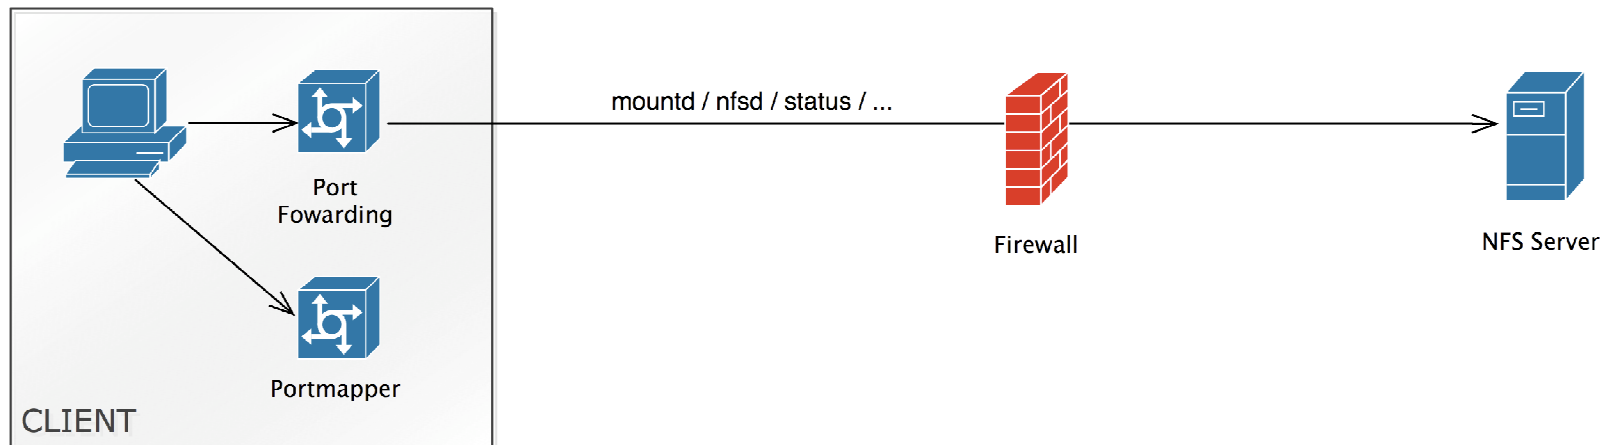 mountd / nfsd / status / ...
Port
Fowarding
Firewall
NFS Server
Portmapper
CLIENT